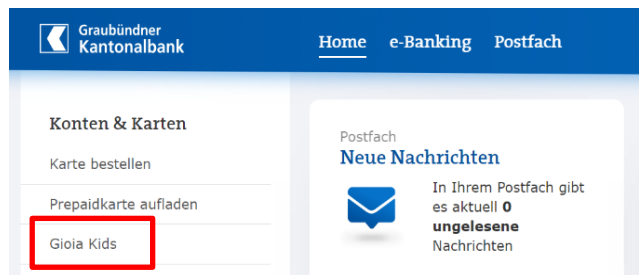 Graubündner
Kantonalbank
Home e-Banking Postfach
Konten & Karten
Karte bestellen
Prepaidkarte aufladen
Gioia Kids
Postfach
Neue Nachrichten
In Ihrem Postfach gibt
es aktuell 0
ungelesene
Nachrichten